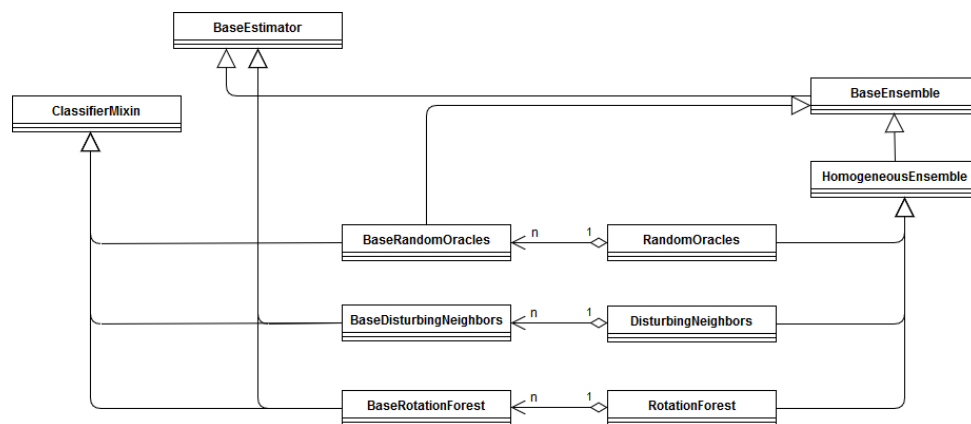 BaseEstimator
BaseEnsemble
ClassifierMixin
HomogeneousEnsemble
BaseRandomOracles
n
1
RandomOracles
BaseDisturbingNeighbors
n
1
DisturbingNeighbors
BaseRotationForest
n
1
RotationForest